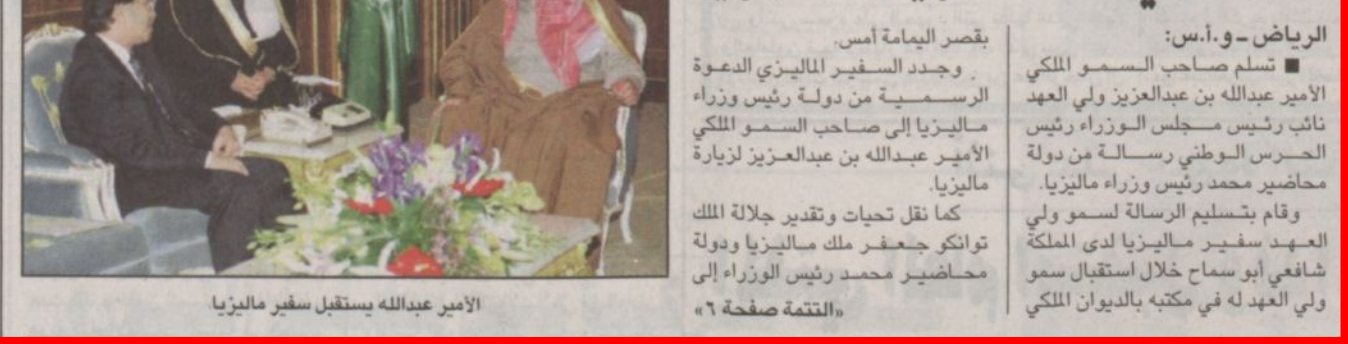 الرياض ـ و.أ.س:
■ تسلم صاحب السمو الملكي
الأمير عبدالله بن عبدالعزيز ولي العهد
نائب رئيس مجلس الوزراء رئيس
الحرس الوطني رسالة من دولة
محاضير محمد رئيس وزراء ماليزيا.
وقام بتسليم الرسالة لسمو ولي
العهد سفير ماليزيا لدى المملكة
شافعي أبو سماح خلال استقبال سمو
ولي العهد له في مكتبه بالديوان الملكي
بقصر اليمامة أمس.
وجدد السفير الماليزي الدعوة
الرسمية من دولة رئيس وزراء
ماليزيا إلى صاحب السمو الملكي
الأمير عبدالله بن عبدالعزيز لزيارة
ماليزيا.
كما نقل تحيات وتقدير جلالة الملك
توانكو جعفر ملك ماليزيا ودولة
محاضير محمد رئيس الوزراء إلى
«التتمة صفحة ٦»
الأمير عبدالله يستقبل سفير ماليزيا